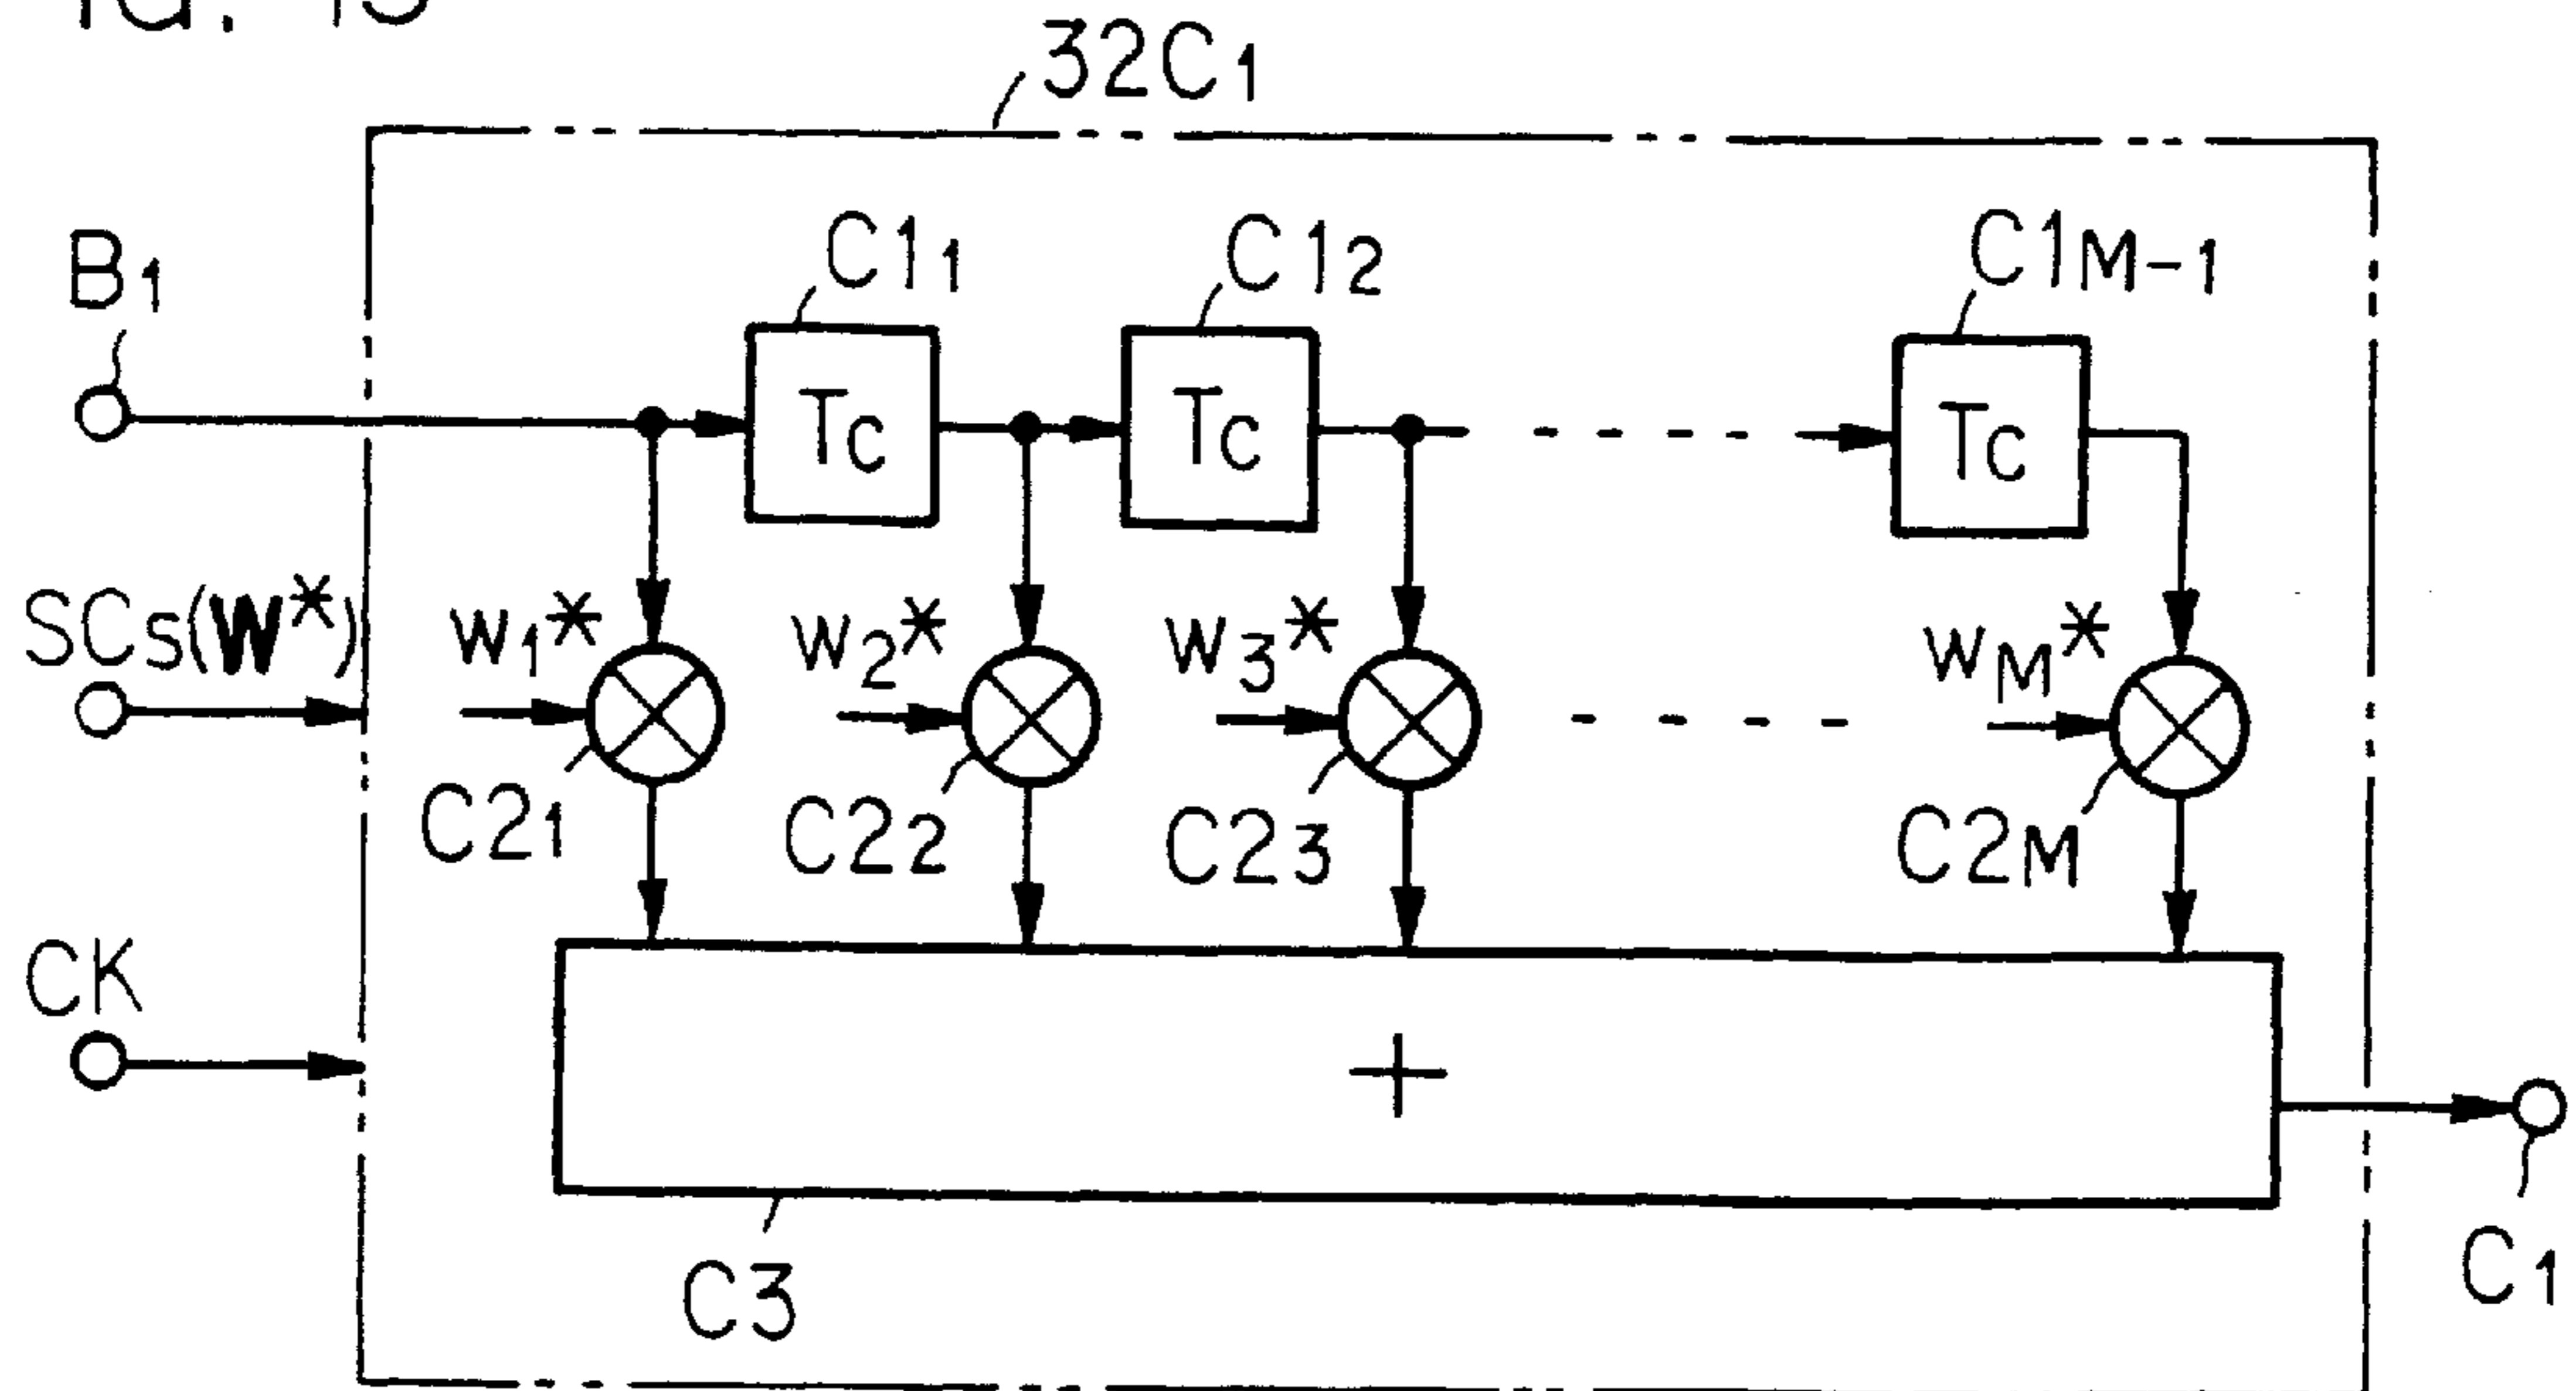 32C1
C11
C12
C1M-1
B1
Tc
Tc
Tc
SCs(W*)
w1*
w2*
w3*
wM*
C21
C22
C23
C2M
CK
+
C3
C1